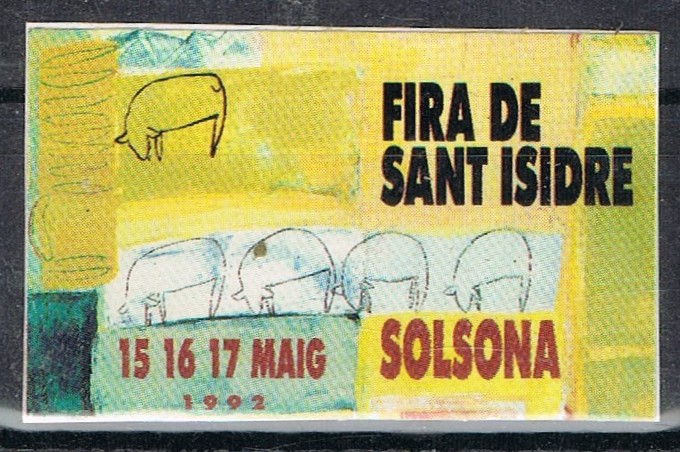 FIRA DE
SANT ISIDRE
15 16 17 MAIG
1992
SOLSONA